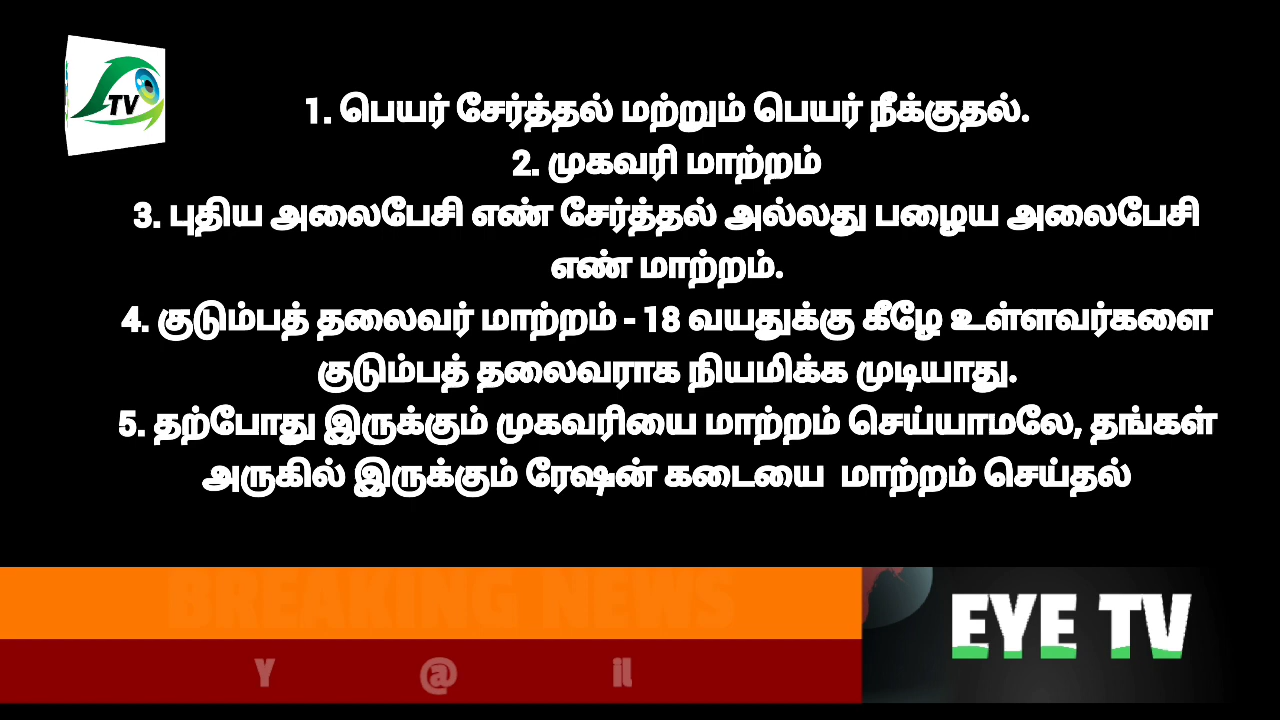 TV
1. பெயர் சேர்த்தல் மற்றும் பெயர் நீக்குதல்.
2. முகவரி மாற்றம்
3. புதிய அலைபேசி எண் சேர்த்தல் அல்லது பழைய அலைபேசி
எண் மாற்றம்.
4. குடும்பத் தலைவர் மாற்றம் - 18 வயதுக்கு கீழே உள்ளவர்களை
குடும்பத் தலைவராக நியமிக்க முடியாது.
5. தற்போது இருக்கும் முகவரியை மாற்றம் செய்யாமலே, தங்கள்
அருகில் இருக்கும் ரேஷன் கடையை மாற்றம் செய்தல்
BREAKING NEWS
EYE TV
Y @ il